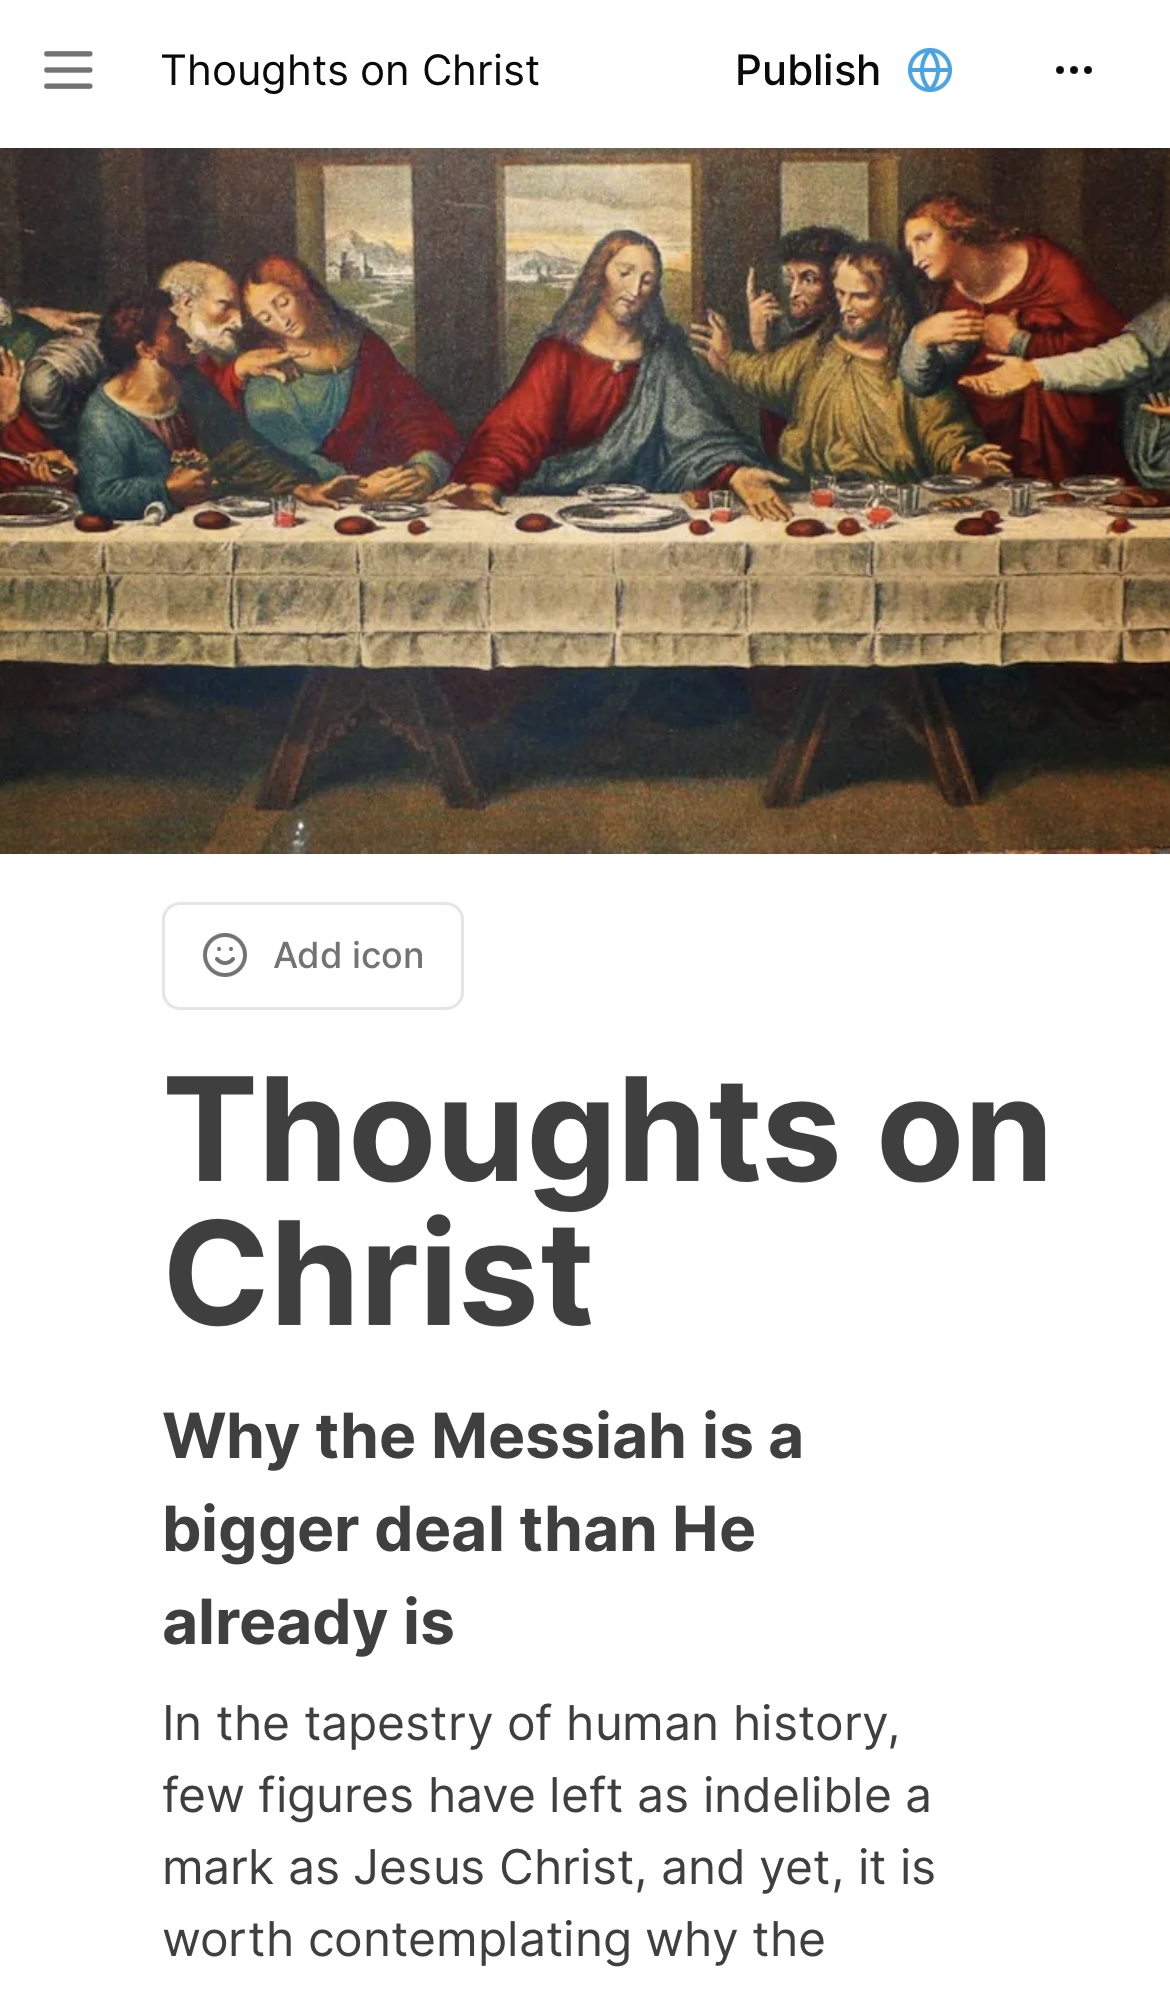 Thoughts on Christ
Publish
Add icon
Thoughts on
Christ
Why the Messiah is a
bigger deal than He
already is
In the tapestry of human history,
few figures have left as indelible a
mark as Jesus Christ, and yet, it is
worth contemplating why the